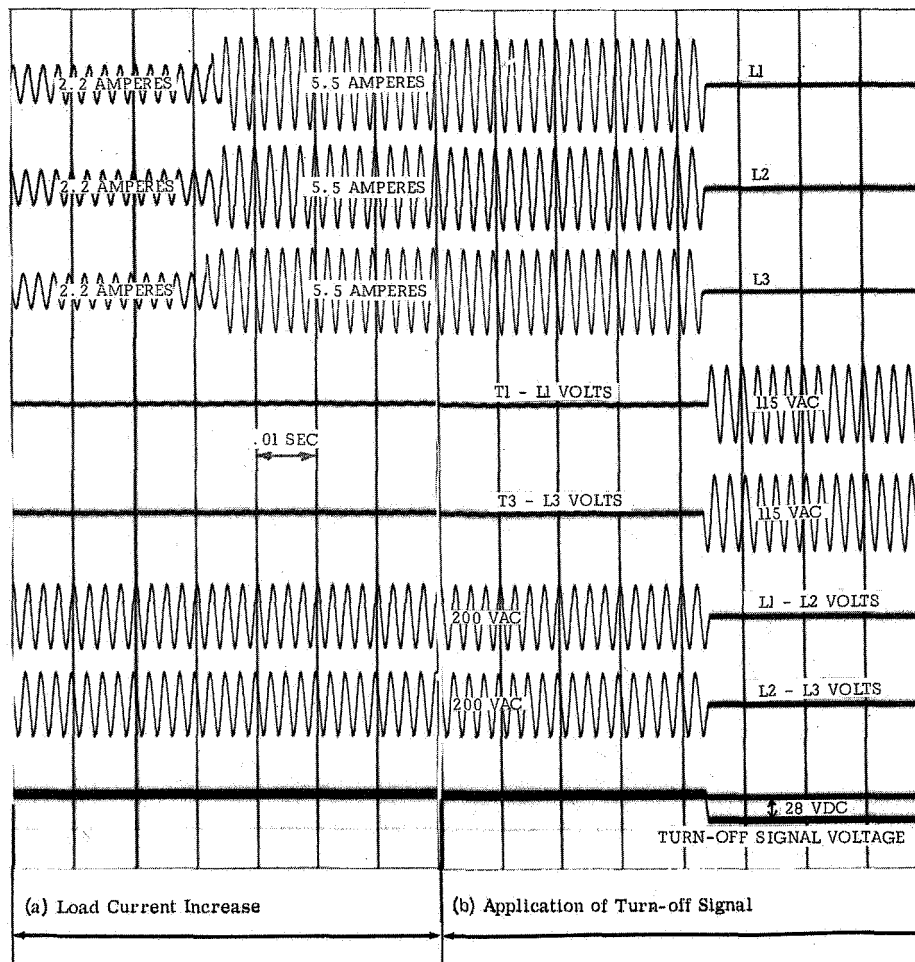 2.2 AMPERES 5.5 AMPERES L1
2.2 AMPERES 5.5 AMPERES L2
2.2 AMPERES 5.5 AMPERES L3
T1 - L1 VOLTS 115 VAC
.01 SEC
T3 - L3 VOLTS 115 VAC
200 VAC L1 - L2 VOLTS
200 VAC L2 - L3 VOLTS
28 VDC
TURN-OFF SIGNAL VOLTAGE
(a) Load Current Increase (b) Application of Turn-off Signal